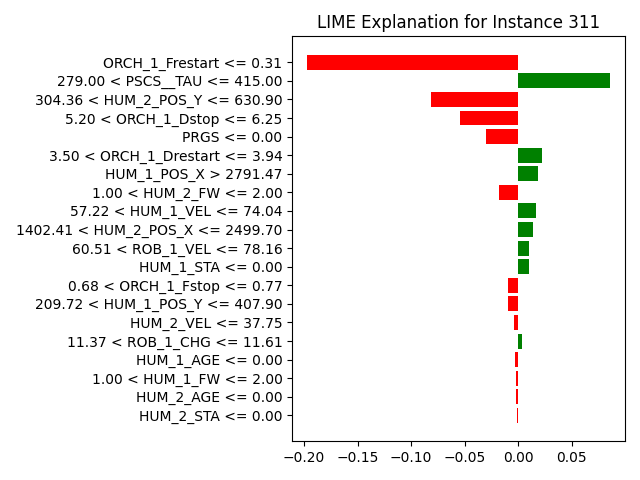 LIME Explanation for Instance 311
ORCH_1_Frestart <= 0.31
279.00 < PSCS__TAU <= 415.00
304.36 < HUM_2_POS_Y <= 630.90
5.20 < ORCH_1_Dstop <= 6.25
PRGS <= 0.00
3.50 < ORCH_1_Drestart <= 3.94
HUM_1_POS_X > 2791.47
1.00 < HUM_2_FW <= 2.00
57.22 < HUM_1_VEL <= 74.04
1402.41 < HUM_2_POS_X <= 2499.70
60.51 < ROB_1_VEL <= 78.16
HUM_1_STA <= 0.00
0.68 < ORCH_1_Fstop <= 0.77
209.72 < HUM_1_POS_Y <= 407.90
HUM_2_VEL <= 37.75
11.37 < ROB_1_CHG <= 11.61
HUM_1_AGE <= 0.00
1.00 < HUM_1_FW <= 2.00
HUM_2_AGE <= 0.00
HUM_2_STA <= 0.00
−0.20 −0.15 −0.10 −0.05 0.00 0.05